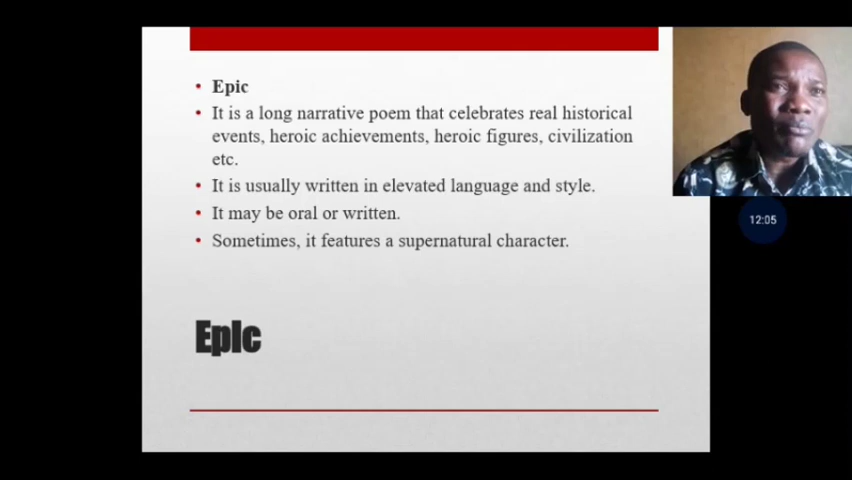 • Epic
• It is a long narrative poem that celebrates real historical
events, heroic achievements, heroic figures, civilization
etc.
• It is usually written in elevated language and style.
• It may be oral or written.
• Sometimes, it features a supernatural character.
Epic
12:05